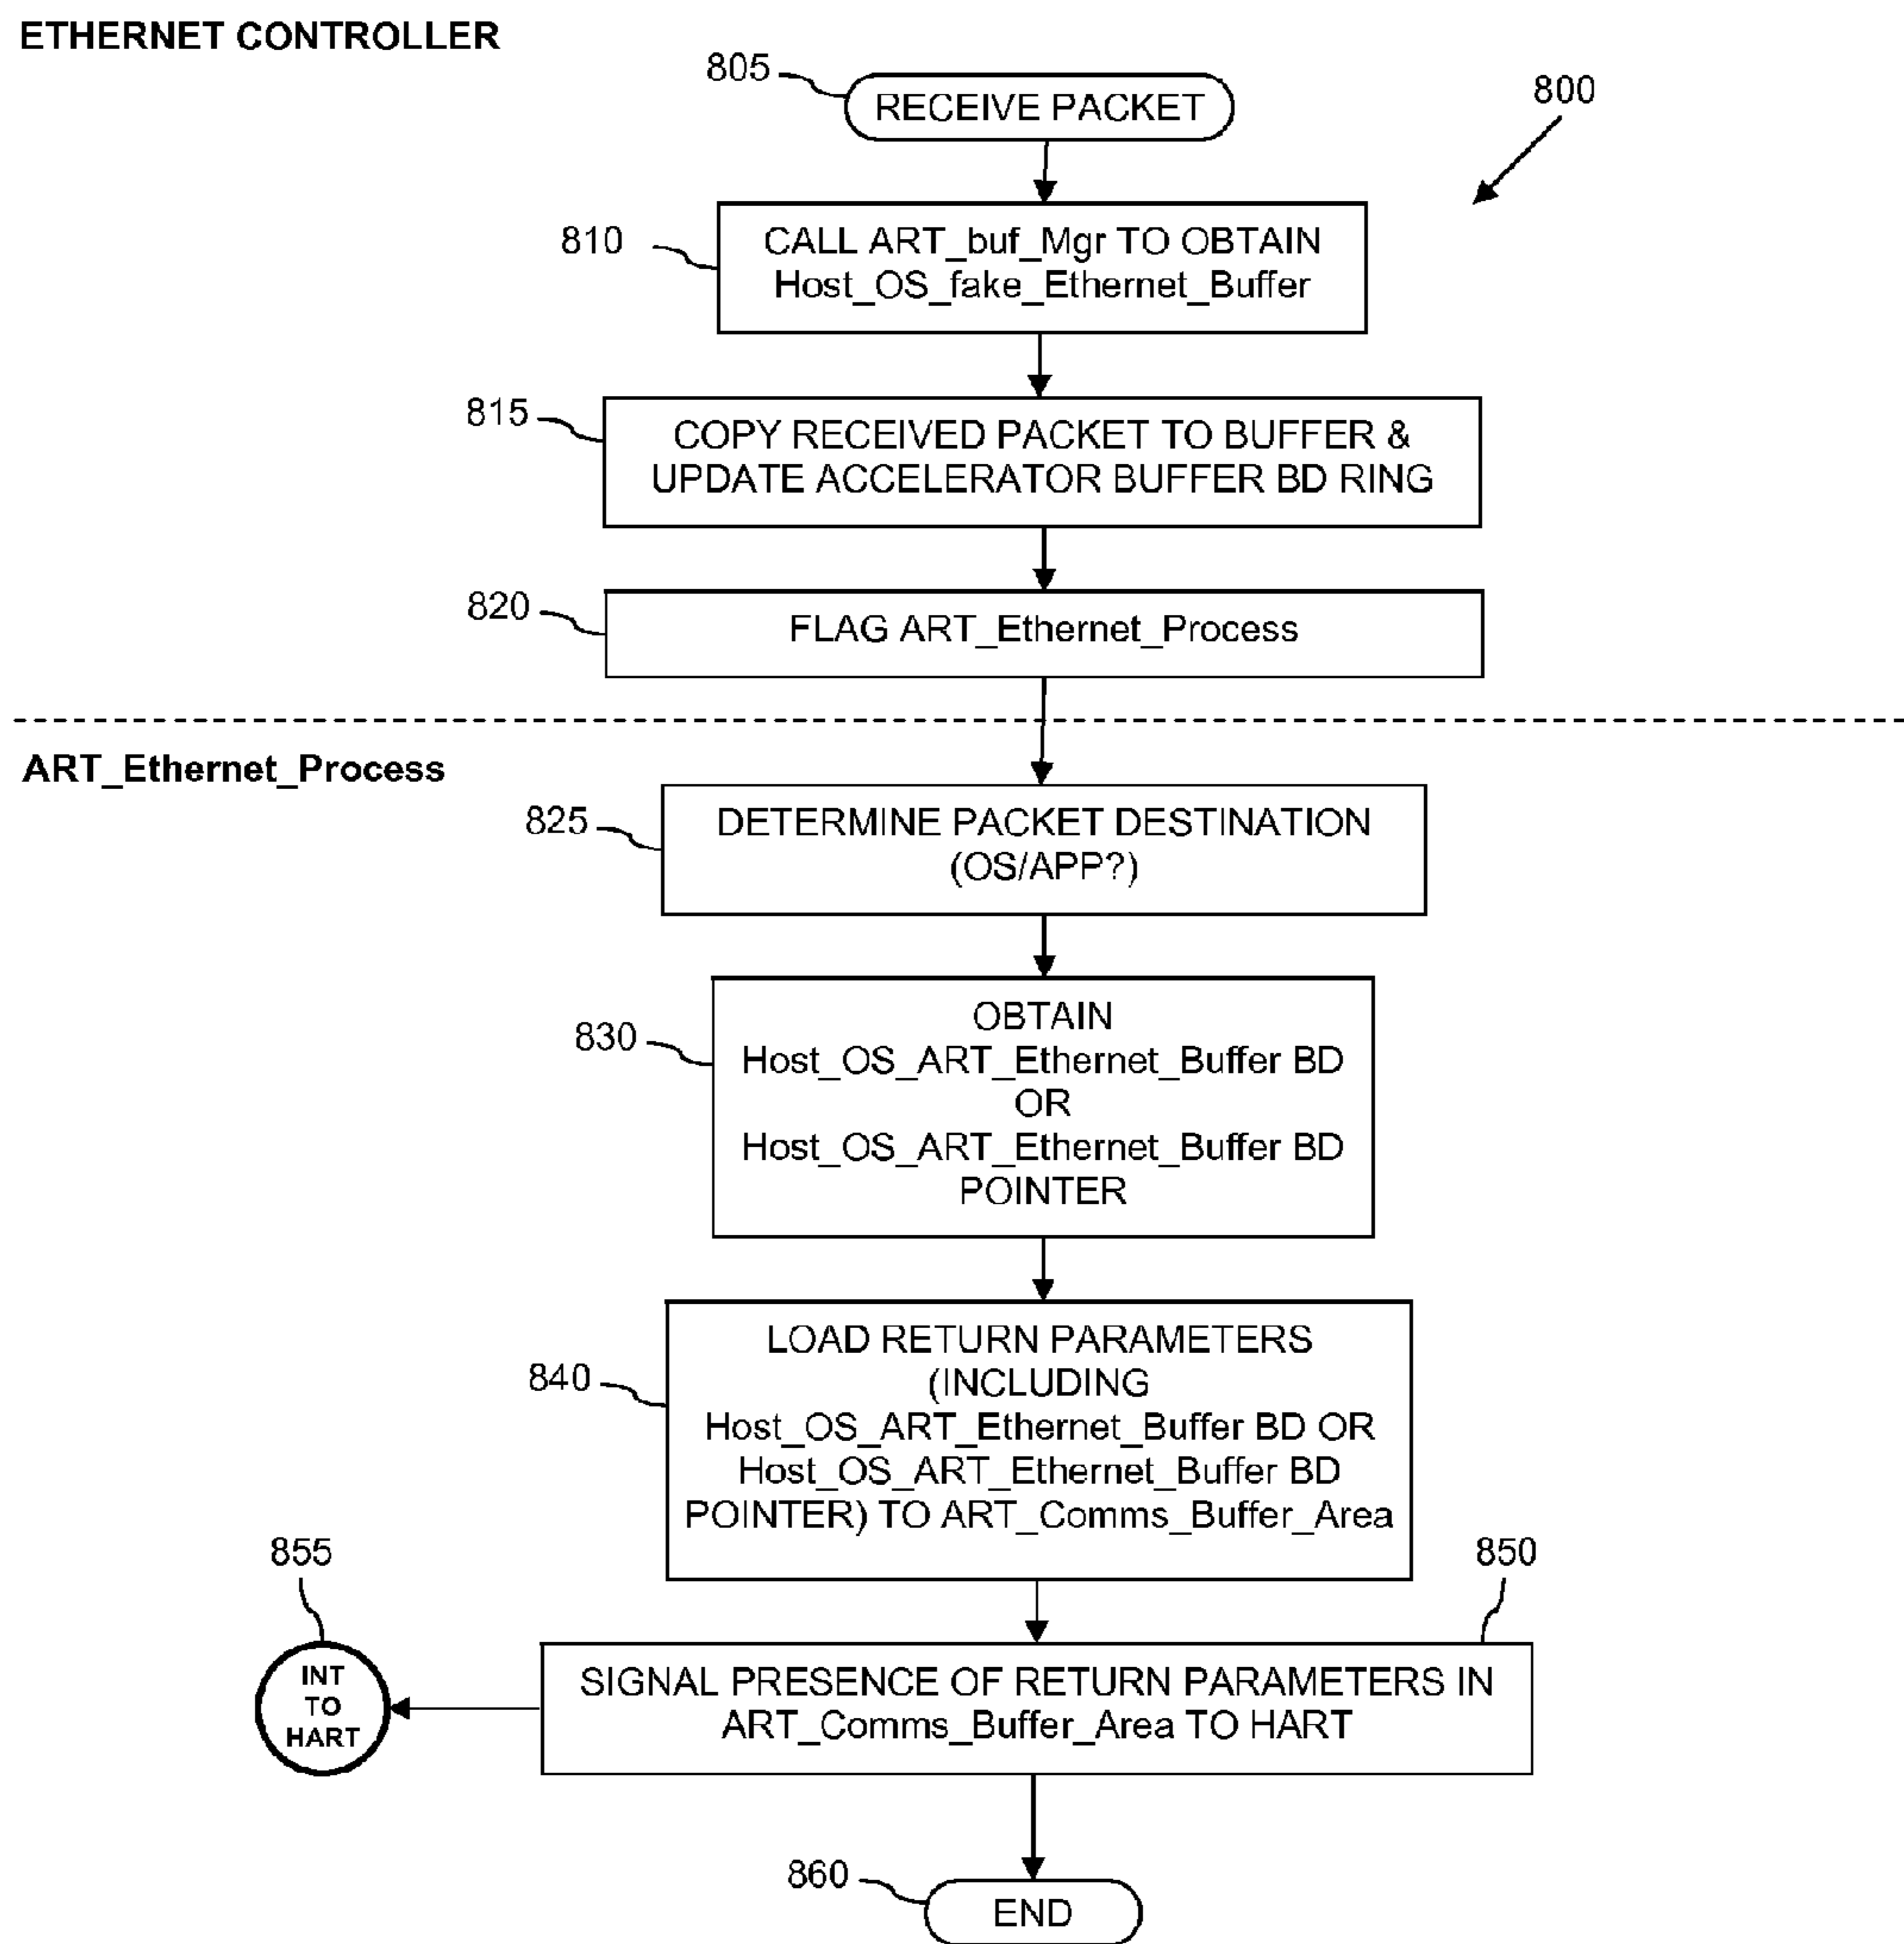 ETHERNET CONTROLLER
805
RECEIVE PACKET
800
810
CALL ART_buf_Mgr TO OBTAIN
Host_OS_fake_Ethernet_Buffer
815
COPY RECEIVED PACKET TO BUFFER &
UPDATE ACCELERATOR BUFFER BD RING
820
FLAG ART_Ethernet_Process
ART_Ethernet_Process
825
DETERMINE PACKET DESTINATION
(OS/APP?)
830
OBTAIN
Host_OS_ART_Ethernet_Buffer BD
OR
Host_OS_ART_Ethernet_Buffer BD
POINTER
840
LOAD RETURN PARAMETERS
(INCLUDING
Host_OS_ART_Ethernet_Buffer BD OR
Host_OS_ART_Ethernet_Buffer BD
POINTER) TO ART_Comms_Buffer_Area
855
850
INT
TO
HART
SIGNAL PRESENCE OF RETURN PARAMETERS IN
ART_Comms_Buffer_Area TO HART
860
END